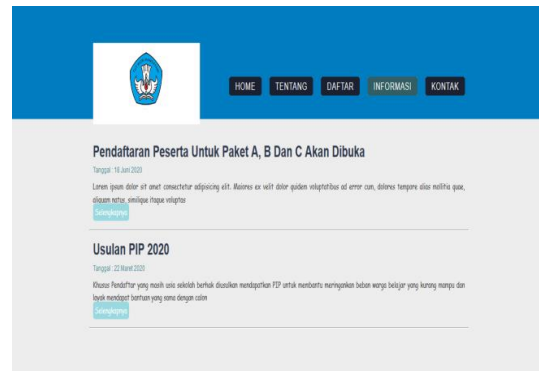 HOME TENTANG DAFTAR INFORMASI KONTAK
Pendaftaran Peserta Untuk Paket A, B Dan C Akan Dibuka
Tanggal : 16 Juni 2020
Lorem ipsum dolor sit amet consectetur adipisicing elit. Maiores ex velit dolor quidem voluptatibus ad error cum, dolores tempore alias mollitia quae,
aliquam natus, similique itaque voluptas
Selengkapnya
Usulan PIP 2020
Tanggal : 22 Maret 2020
Khusus Pendaftar yang masih usia sekolah berhak diusulkan mendapatkan PIP untuk membantu meringankan beban warga belajar yang kurang mampu dan
layak mendapat bantuan yang sama dengan calon
Selengkapnya